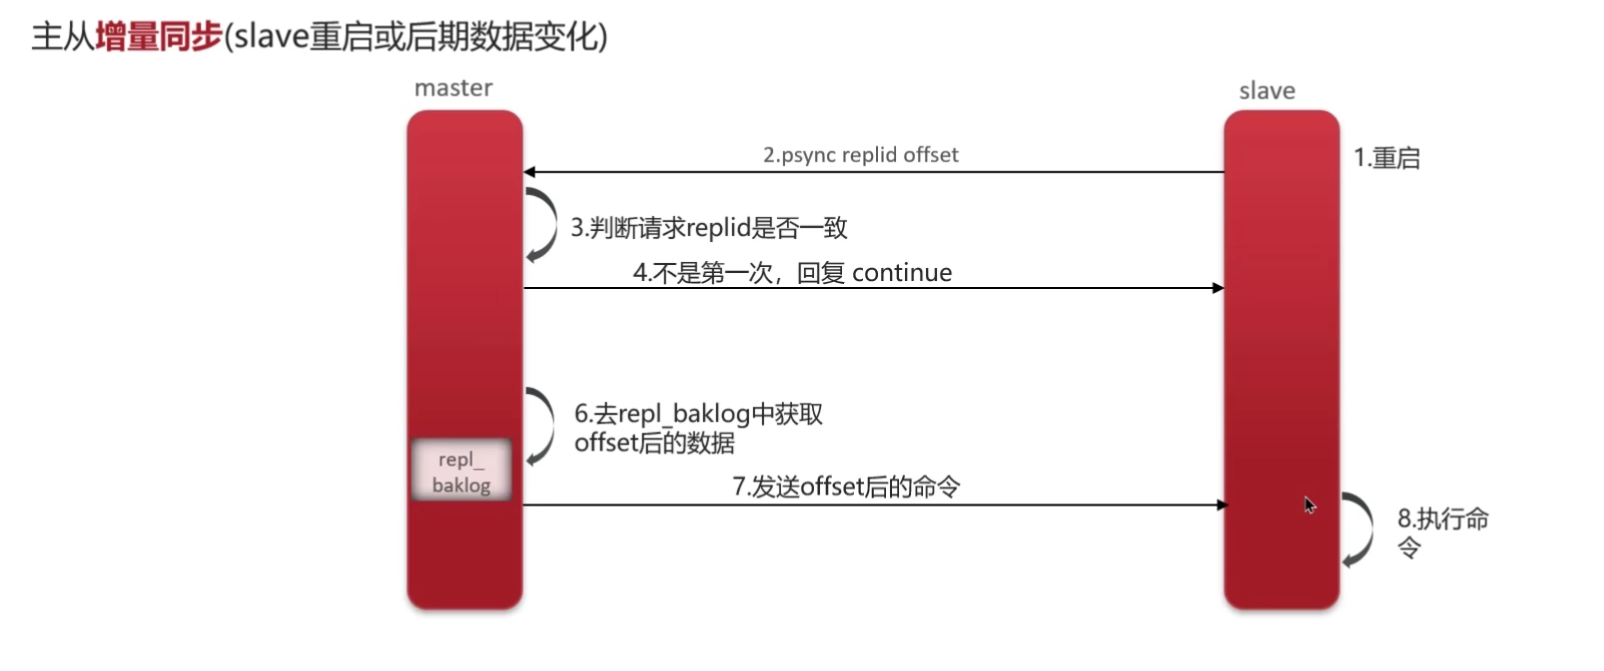 主从增量同步(slave重启或后期数据变化)
master
slave
2.psync replid offset
1.重启
3.判断请求replid是否一致
4.不是第一次，回复 continue
6.去repl_baklog中获取
offset后的数据
repl_
baklog
7.发送offset后的命令
8.执行命
令